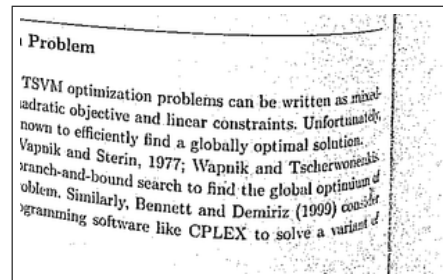 Problem
TSVM optimization problems can be written as mixed-
adratic objective and linear constraints. Unfortunately,
nown to efficiently find a globally optimal solution.
Vapnik and Sterin, 1977; Wapnik and Tscherwonenkis
ranch-and-bound search to find the global optimium of
oblem. Similarly, Bennett and Demiriz (1999) consider
ogramming software like CPLEX to solve a variant of